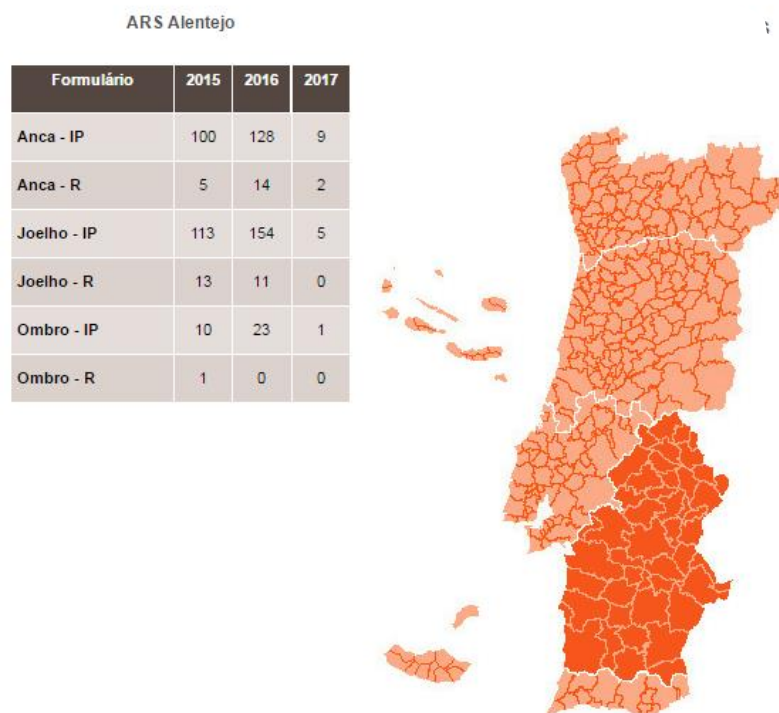 ARS Alentejo
Formulário 2015 2016 2017
Anca - IP 100 128 9
Anca - R 5 14 2
Joelho - IP 113 154 5
Joelho - R 13 11 0
Ombro - IP 10 23 1
Ombro - R 1 0 0